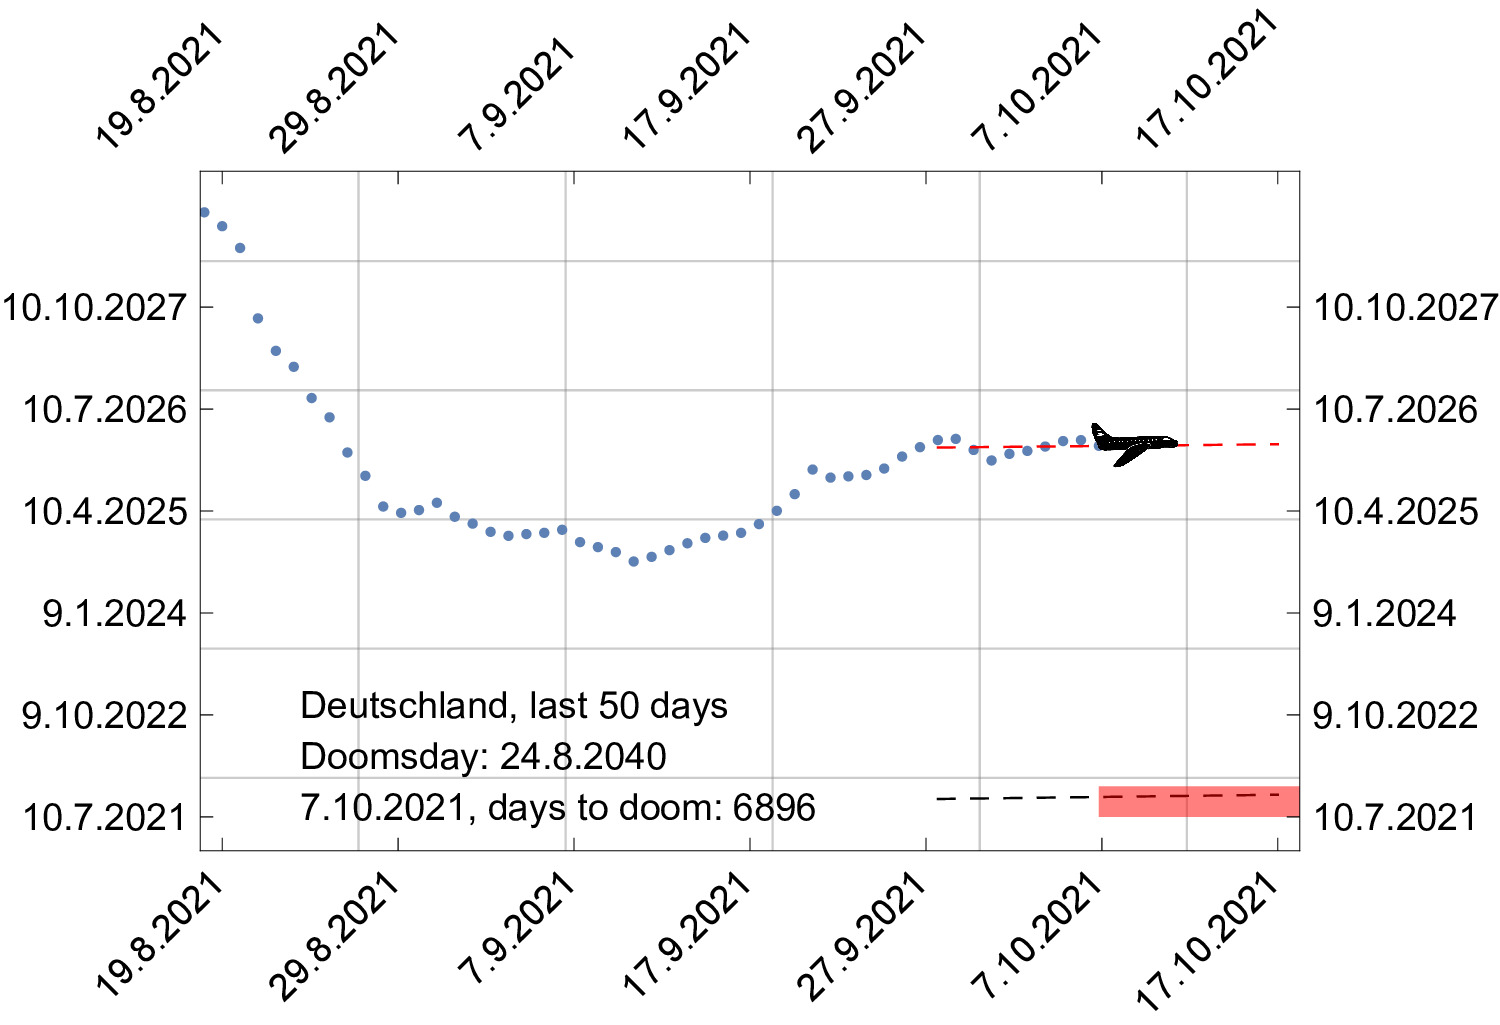 19.8.2021 29.8.2021 7.9.2021 17.9.2021 27.9.2021 7.10.2021 17.10.2021
10.10.2027 10.10.2027
10.7.2026 10.7.2026
10.4.2025 10.4.2025
9.1.2024 9.1.2024
Deutschland, last 50 days
9.10.2022 9.10.2022
Doomsday: 24.8.2040
7.10.2021, days to doom: 6896
10.7.2021 10.7.2021
19.8.2021 29.8.2021 7.9.2021 17.9.2021 27.9.2021 7.10.2021 17.10.2021